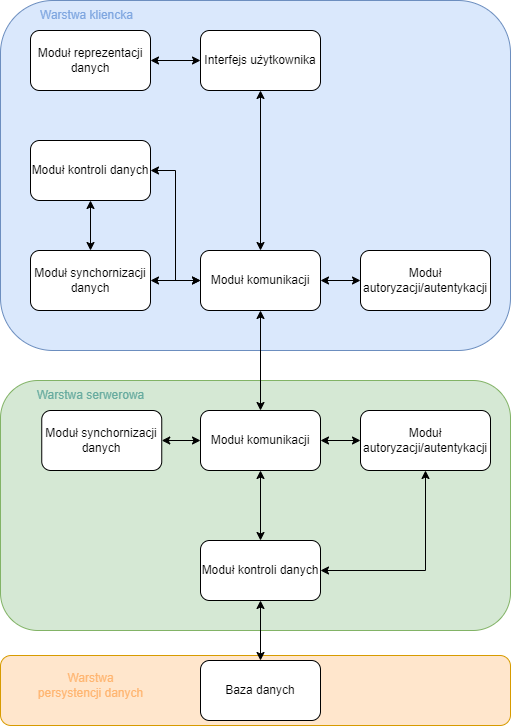 Warstwa kliencka
Moduł reprezentacji
danych
Interfejs użytkownika
Moduł kontroli danych
Moduł synchornizacji
danych
Moduł komunikacji
Moduł
autoryzacji/autentykacji
Warstwa serwerowa
Moduł synchornizacji
danych
Moduł komunikacji
Moduł
autoryzacji/autentykacji
Moduł kontroli danych
Warstwa
persystencji danych
Baza danych